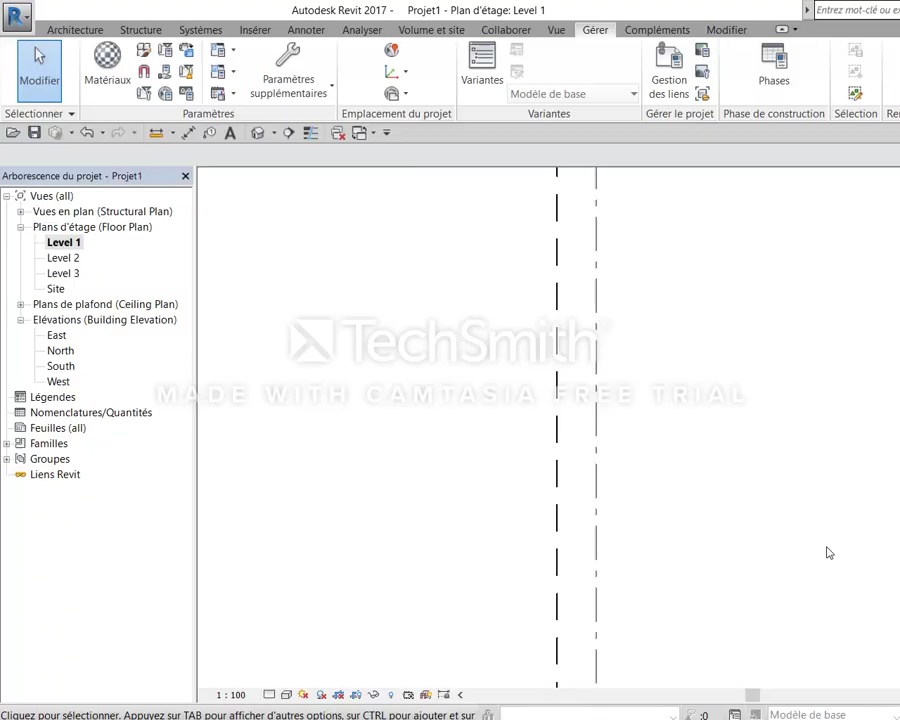 Autodesk Revit 2017 - Projet1 - Plan d'étage: Level 1
Entrez mot-clé ou
Architecture Structure Systèmes Insérer Annoter Analyser Volume et site Collaborer Vue Gérer Compléments Modifier
Modifier
Matériaux
Paramètres
supplémentaires
Variantes
Modèle de base
Gestion
des liens
Phases
Sélectionner
Paramètres
Emplacement du projet
Variantes
Gérer le projet
Phase de construction
Sélection
Arborescence du projet - Projet1
Vues (all)
Vues en plan (Structural Plan)
Plans d'étage (Floor Plan)
Level 1
Level 2
Level 3
Site
Plans de plafond (Ceiling Plan)
Elévations (Building Elevation)
East
North
South
West
Légendes
Nomenclatures/Quantités
Feuilles (all)
Familles
Groupes
Liens Revit
TechSmith
MADE WITH CAMTASIA FREE TRIAL
1 : 100
Cliquez pour sélectionner. Appuyez sur TAB pour afficher d'autres options, sur CTRL pour ajouter et sur
:0
Modèle de base